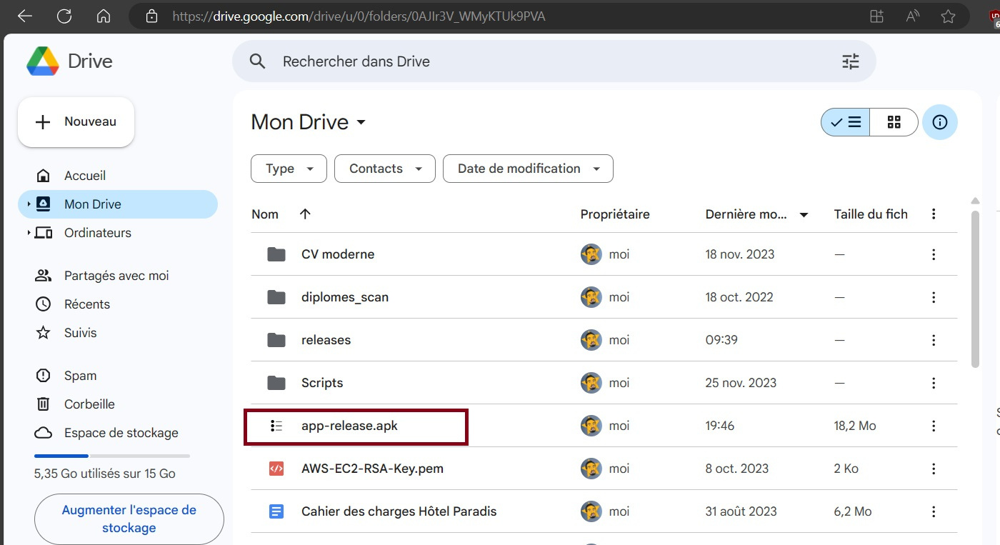 https://drive.google.com/drive/u/0/folders/0AJIr3V_WMyKTUk9PVA
Drive
Rechercher dans Drive
Nouveau
Mon Drive
Type
Contacts
Date de modification
Accueil
Mon Drive
Ordinateurs
Partagés avec moi
Récents
Suivis
Spam
Corbeille
Espace de stockage
5,35 Go utilisés sur 15 Go
Augmenter l'espace de
stockage
Nom Propriétaire Dernière mo... Taille du fich
CV moderne moi 18 nov. 2023 —
diplomes_scan moi 18 oct. 2022 —
releases moi 09:39 —
Scripts moi 25 nov. 2023 —
app-release.apk moi 19:46 18,2 Mo
AWS-EC2-RSA-Key.pem moi 8 oct. 2023 2 Ko
Cahier des charges Hôtel Paradis moi 31 août 2023 6,2 Mo